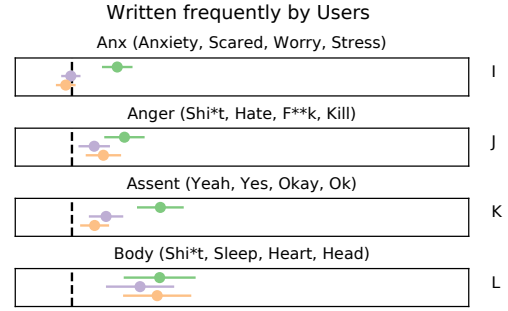 Written frequently by Users
Anx (Anxiety, Scared, Worry, Stress)
I
Anger (Shi*t, Hate, F**k, Kill)
J
Assent (Yeah, Yes, Okay, Ok)
K
Body (Shi*t, Sleep, Heart, Head)
L